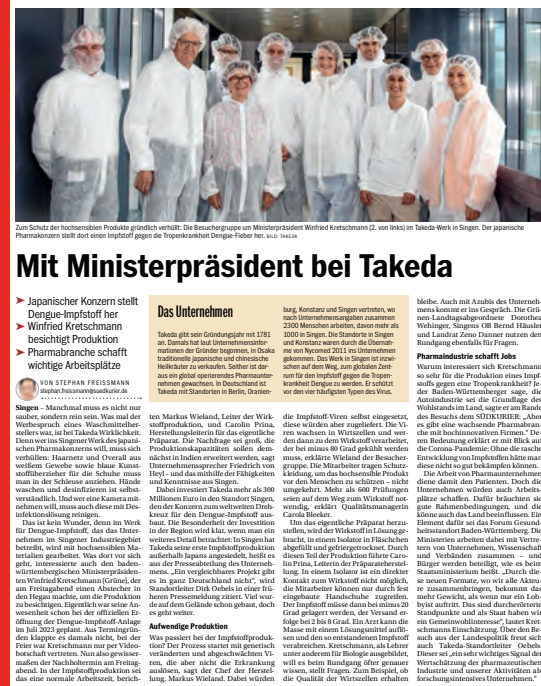 Zum Schutz der hochsensiblen Produkte gründlich verhüllt: Die Besuchergruppe um Ministerpräsident Winfried Kretschmann (2. von links) im Takeda-Werk in Singen. Der japanische
Pharmakonzern stellt dort einen Impfstoff gegen die Tropenkrankheit Dengue-Fieber her. BILD: TAKEDA
Mit Ministerpräsident bei Takeda
➤ Japanischer Konzern stellt
Dengue-Impfstoff her
➤ Winfried Kretschmann
besichtigt Produktion
➤ Pharmabranche schafft
wichtige Arbeitsplätze
VON STEPHAN FREISSMANN
stephan.freissmann@suedkurier.de
Singen – Manchmal muss es nicht nur
sauber, sondern rein sein. Was mal der
Werbespruch eines Waschmittelher-
stellers war, ist bei Takeda Wirklichkeit.
Denn wer ins Singener Werk des japani-
schen Pharmakonzerns will, muss sich
verhüllen: Haarnetz und Overall aus
weißem Gewebe sowie blaue Kunst-
stoffüberzieher für die Schuhe muss
man in der Schleuse anziehen. Hände
waschen und desinfizieren ist selbst-
verständlich. Und wer eine Kamera mit-
nehmen will, muss auch diese mit Des-
infektionslösung reinigen.
Das ist kein Wunder, denn im Werk
für Dengue-Impfstoff, das das Unter-
nehmen im Singener Industriegebiet
betreibt, wird mit hochsensiblen Ma-
terialien gearbeitet. Was dort vor sich
geht, interessierte auch den baden-
württembergischen Ministerpräsiden-
ten Winfried Kretschmann (Grüne), der
am Freitagabend einen Abstecher in
den Hegau machte, um die Produktion
zu besichtigen. Eigentlich war seine An-
wesenheit schon bei der offiziellen Er-
öffnung der Dengue-Impfstoff-Anlage
im Juli 2023 geplant. Aus Termingrün-
den klappte es damals nicht, bei der
Feier war Kretschmann nur per Video-
botschaft vertreten. Nun also gewisser-
maßen der Nachholtermin am Freitag-
abend. In der Impfstoffproduktion sei
das eine normale Arbeitszeit, berich-
Das Unternehmen
Takeda gibt sein Gründungsjahr mit 1781
an. Damals hat laut Unternehmensinfor-
mationen der Gründer begonnen, in Osaka
traditionelle japanische und chinesische
Heilkräuter zu verkaufen. Seither ist dar-
aus ein global operierendes Pharmaunter-
nehmen gewachsen. In Deutschland ist
Takeda mit Standorten in Berlin, Oranien-
burg, Konstanz und Singen vertreten, wo
nach Unternehmensangaben zusammen
2300 Menschen arbeiten, davon mehr als
1000 in Singen. Die Standorte in Singen
und Konstanz waren durch die Übernah-
me von Nycomed 2011 ins Unternehmen
gekommen. Das Werk in Singen ist inzwi-
schen auf dem Weg, zum globalen Zent-
rum für den Impfstoff gegen die Tropen-
krankheit Dengue zu werden. Er schützt
vor den vier häufigsten Typen des Virus.
ten Markus Wieland, Leiter der Wirk-
stoffproduktion, und Carolin Prina,
Herstellungsleiterin für das eigentliche
Präparat. Die Nachfrage sei groß, die
Produktionskapazitäten sollen dem-
nächst in Indien erweitert werden, sagt
Unternehmenssprecher Friedrich von
Heyl – und das mithilfe der Fähigkeiten
und Kenntnisse aus Singen.
Dabei investiert Takeda mehr als 300
Millionen Euro in den Standort Singen,
den der Konzern zum weltweiten Dreh-
kreuz für den Dengue-Impfstoff aus-
baut. Die Besonderheit der Investition
in der Region wird klar, wenn man ein
weiteres Detail betrachtet: In Singen hat
Takeda seine erste Impfstoffproduktion
außerhalb Japans angesiedelt, heißt es
aus der Presseabteilung des Unterneh-
mens. „Ein vergleichbares Projekt gibt
es in ganz Deutschland nicht“, wird
Standortleiter Dirk Oebels in einer frü-
heren Pressemeldung zitiert. Viel wur-
de auf dem Gelände schon gebaut, doch
es geht weiter.
Aufwendige Produktion
Was passiert bei der Impfstoffproduk-
tion? Der Prozess startet mit genetisch
veränderten und abgeschwächten Vi-
ren, die aber nicht die Erkrankung
auslösen, sagt der Chef der Herstel-
lung, Markus Wieland. Dabei würden
die Impfstoff-Viren selbst eingesetzt,
diese würden aber zugeliefert. Die Vi-
ren wachsen in Wirtszellen und wer-
den dann zu dem Wirkstoff verarbeitet,
der bei minus 80 Grad gekühlt werden
muss, erklärte Wieland der Besucher-
gruppe. Die Mitarbeiter tragen Schutz-
kleidung, um das hochsensible Produkt
vor den Menschen zu schützen – nicht
umgekehrt. Mehr als 600 Prüfungen
seien auf dem Weg zum Wirkstoff not-
wendig, erklärt Qualitätsmanagerin
Carola Bleeker.
Um das eigentliche Präparat herzu-
stellen, wird der Wirkstoff in Lösung ge-
bracht, in einem Isolator in Fläschchen
abgefüllt und gefriergetrocknet. Durch
diesen Teil der Produktion führte Caro-
lin Prina, Leiterin der Präparateherstel-
lung. In einem Isolator ist ein direkter
Kontakt zum Wirkstoff nicht möglich,
die Mitarbeiter können nur durch fest
eingebaute Handschuhe zugreifen.
Der Impfstoff müsse dann bei minus 20
Grad gelagert werden, der Versand er-
folge bei 2 bis 8 Grad. Ein Arzt kann die
Masse mit einem Lösungsmittel auflö-
sen und den so entstandenen Impfstoff
verabreichen. Kretschmann, als Lehrer
unter anderem für Biologie ausgebildet,
will es beim Rundgang öfter genauer
wissen, stellt Fragen. Zum Beispiel, ob
die Qualität der Wirtszellen erhalten
bleibe. Auch mit Azubis des Unterneh-
mens kommt er ins Gespräch. Die Grü-
nen-Landtagsabgeordnete Dorothea
Wehinger, Singens OB Bernd Häusler
und Landrat Zeno Danner nutzen den
Rundgang ebenfalls für Fragen.
Pharmaindustrie schafft Jobs
Warum interessiert sich Kretschmann
so sehr für die Produktion eines Impf-
stoffs gegen eine Tropenkrankheit? Je-
der Baden-Württemberger sage, die
Autoindustrie sei die Grundlage des
Wohlstands im Land, sagte er am Rande
des Besuchs dem SÜDKURIER: „Aber
es gibt eine wachsende Pharmabran-
che mit hochinnovativen Firmen.“ De-
ren Bedeutung erklärt er mit Blick auf
die Corona-Pandemie: Ohne die rasche
Entwicklung von Impfstoffen hätte man
diese nicht so gut bekämpfen können.
Die Arbeit von Pharmaunternehmen
diene damit den Patienten. Doch die
Unternehmen würden auch Arbeits-
plätze schaffen. Dafür bräuchten sie
gute Rahmenbedingungen, und die
könne auch das Land beeinflussen. Ein
Element dafür sei das Forum Gesund-
heitsstandort Baden-Württemberg. Die
Ministerien arbeiten dabei mit Vertre-
tern von Unternehmen, Wissenschaft
und Verbänden zusammen – und
Bürger werden beteiligt, wie es beim
Staatsministerium heißt. „Durch die-
se neuen Formate, wo wir alle Akteu-
re zusammenbringen, bekommt das
mehr Gewicht, als wenn nur ein Lob-
byist auftritt. Das sind durcherörterte
Standpunkte und als Staat haben wir
ein Gemeinwohlinteresse“, lautet Kret-
schmanns Einschätzung. Über den Be-
such aus der Landespolitik freut sich
auch Takeda-Standortleiter Oebels.
Dieser sei „ein sehr wichtiges Signal der
Wertschätzung der pharmazeutischen
Industrie und unserer Aktivitäten als
forschungsintensives Unternehmen.“